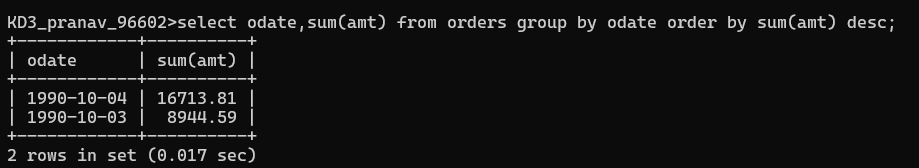 KD3_pranav_96602>select odate,sum(amt) from orders group by odate order by sum(amt) desc;
+------------+----------+
| odate      | sum(amt) |
+------------+----------+
| 1990-10-04 | 16713.81 |
| 1990-10-03 |  8944.59 |
+------------+----------+
2 rows in set (0.017 sec)